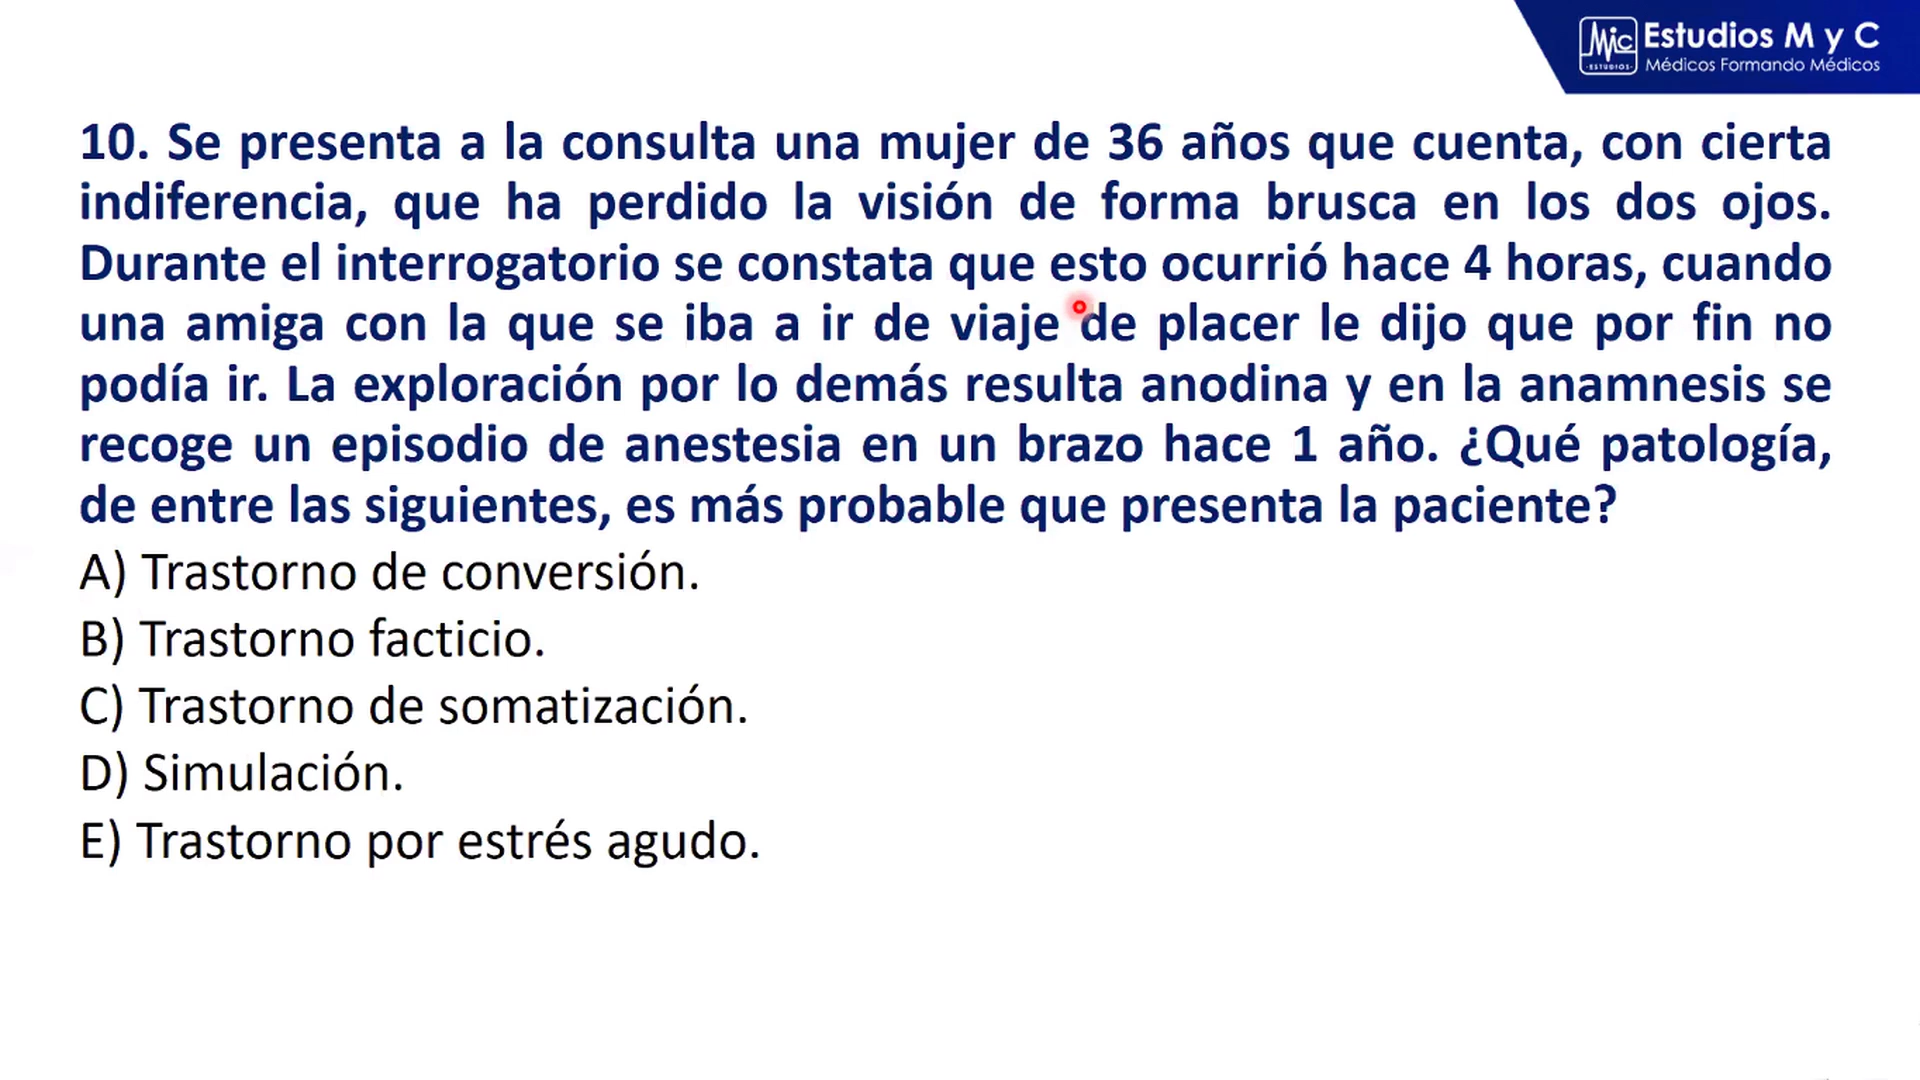 Mic
ESTUDIOS
Estudios M y C
Médicos Formando Médicos
10. Se presenta a la consulta una mujer de 36 años que cuenta, con cierta
indiferencia, que ha perdido la visión de forma brusca en los dos ojos.
Durante el interrogatorio se constata que esto ocurrió hace 4 horas, cuando
una amiga con la que se iba a ir de viaje de placer le dijo que por fin no
podía ir. La exploración por lo demás resulta anodina y en la anamnesis se
recoge un episodio de anestesia en un brazo hace 1 año. ¿Qué patología,
de entre las siguientes, es más probable que presenta la paciente?
A) Trastorno de conversión.
B) Trastorno facticio.
C) Trastorno de somatización.
D) Simulación.
E) Trastorno por estrés agudo.